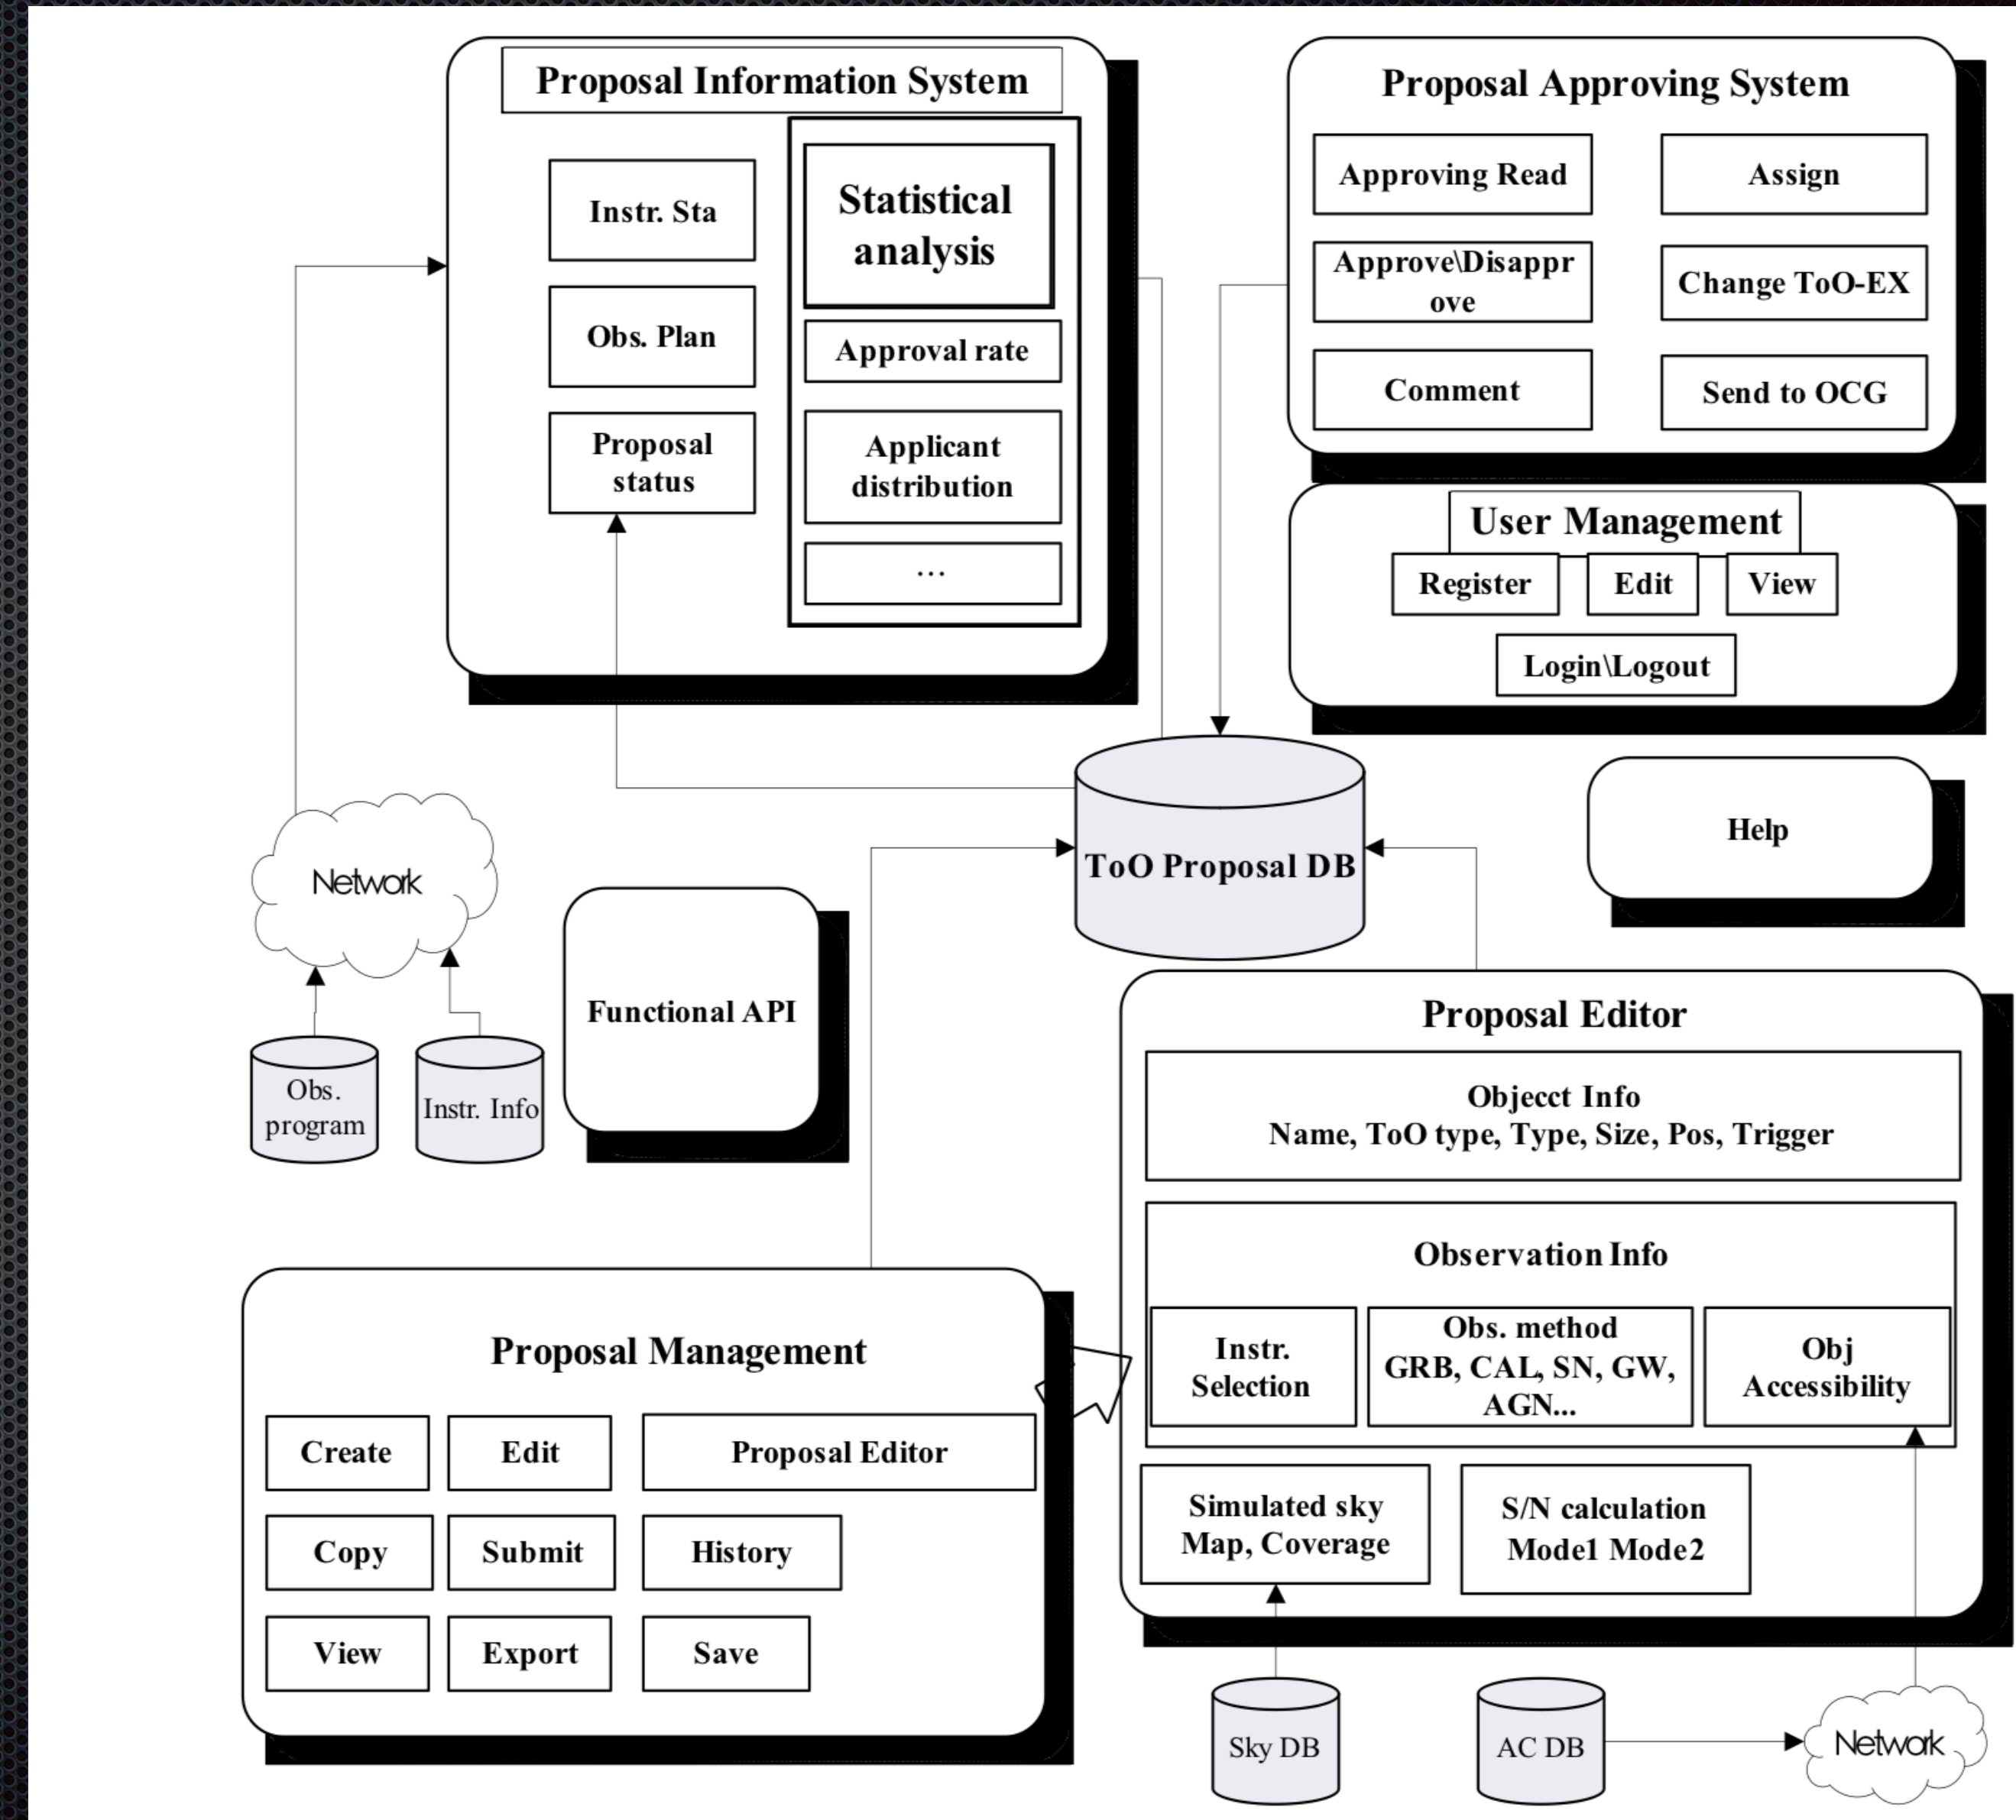 Proposal Information System
Instr. Sta
Obs. Plan
Proposal
status
Statistical
analysis
Approval rate
Applicant
distribution
…
Proposal Approving System
Approving Read
Assign
Approve\Disappr
ove
Change ToO-EX
Comment
Send to OCG
User Management
Register
Edit
View
Login\Logout
Help
ToO Proposal DB
Network
Obs.
program
Instr. Info
Functional API
Proposal Management
Create
Edit
Proposal Editor
Copy
Submit
History
View
Export
Save
Proposal Editor
Objecct Info
Name, ToO type, Type, Size, Pos, Trigger
Observation Info
Instr.
Selection
Obs. method
GRB, CAL, SN, GW,
AGN...
Obj
Accessibility
Simulated sky
Map, Coverage
S/N calculation
Mode1 Mode2
Sky DB
AC DB
Network